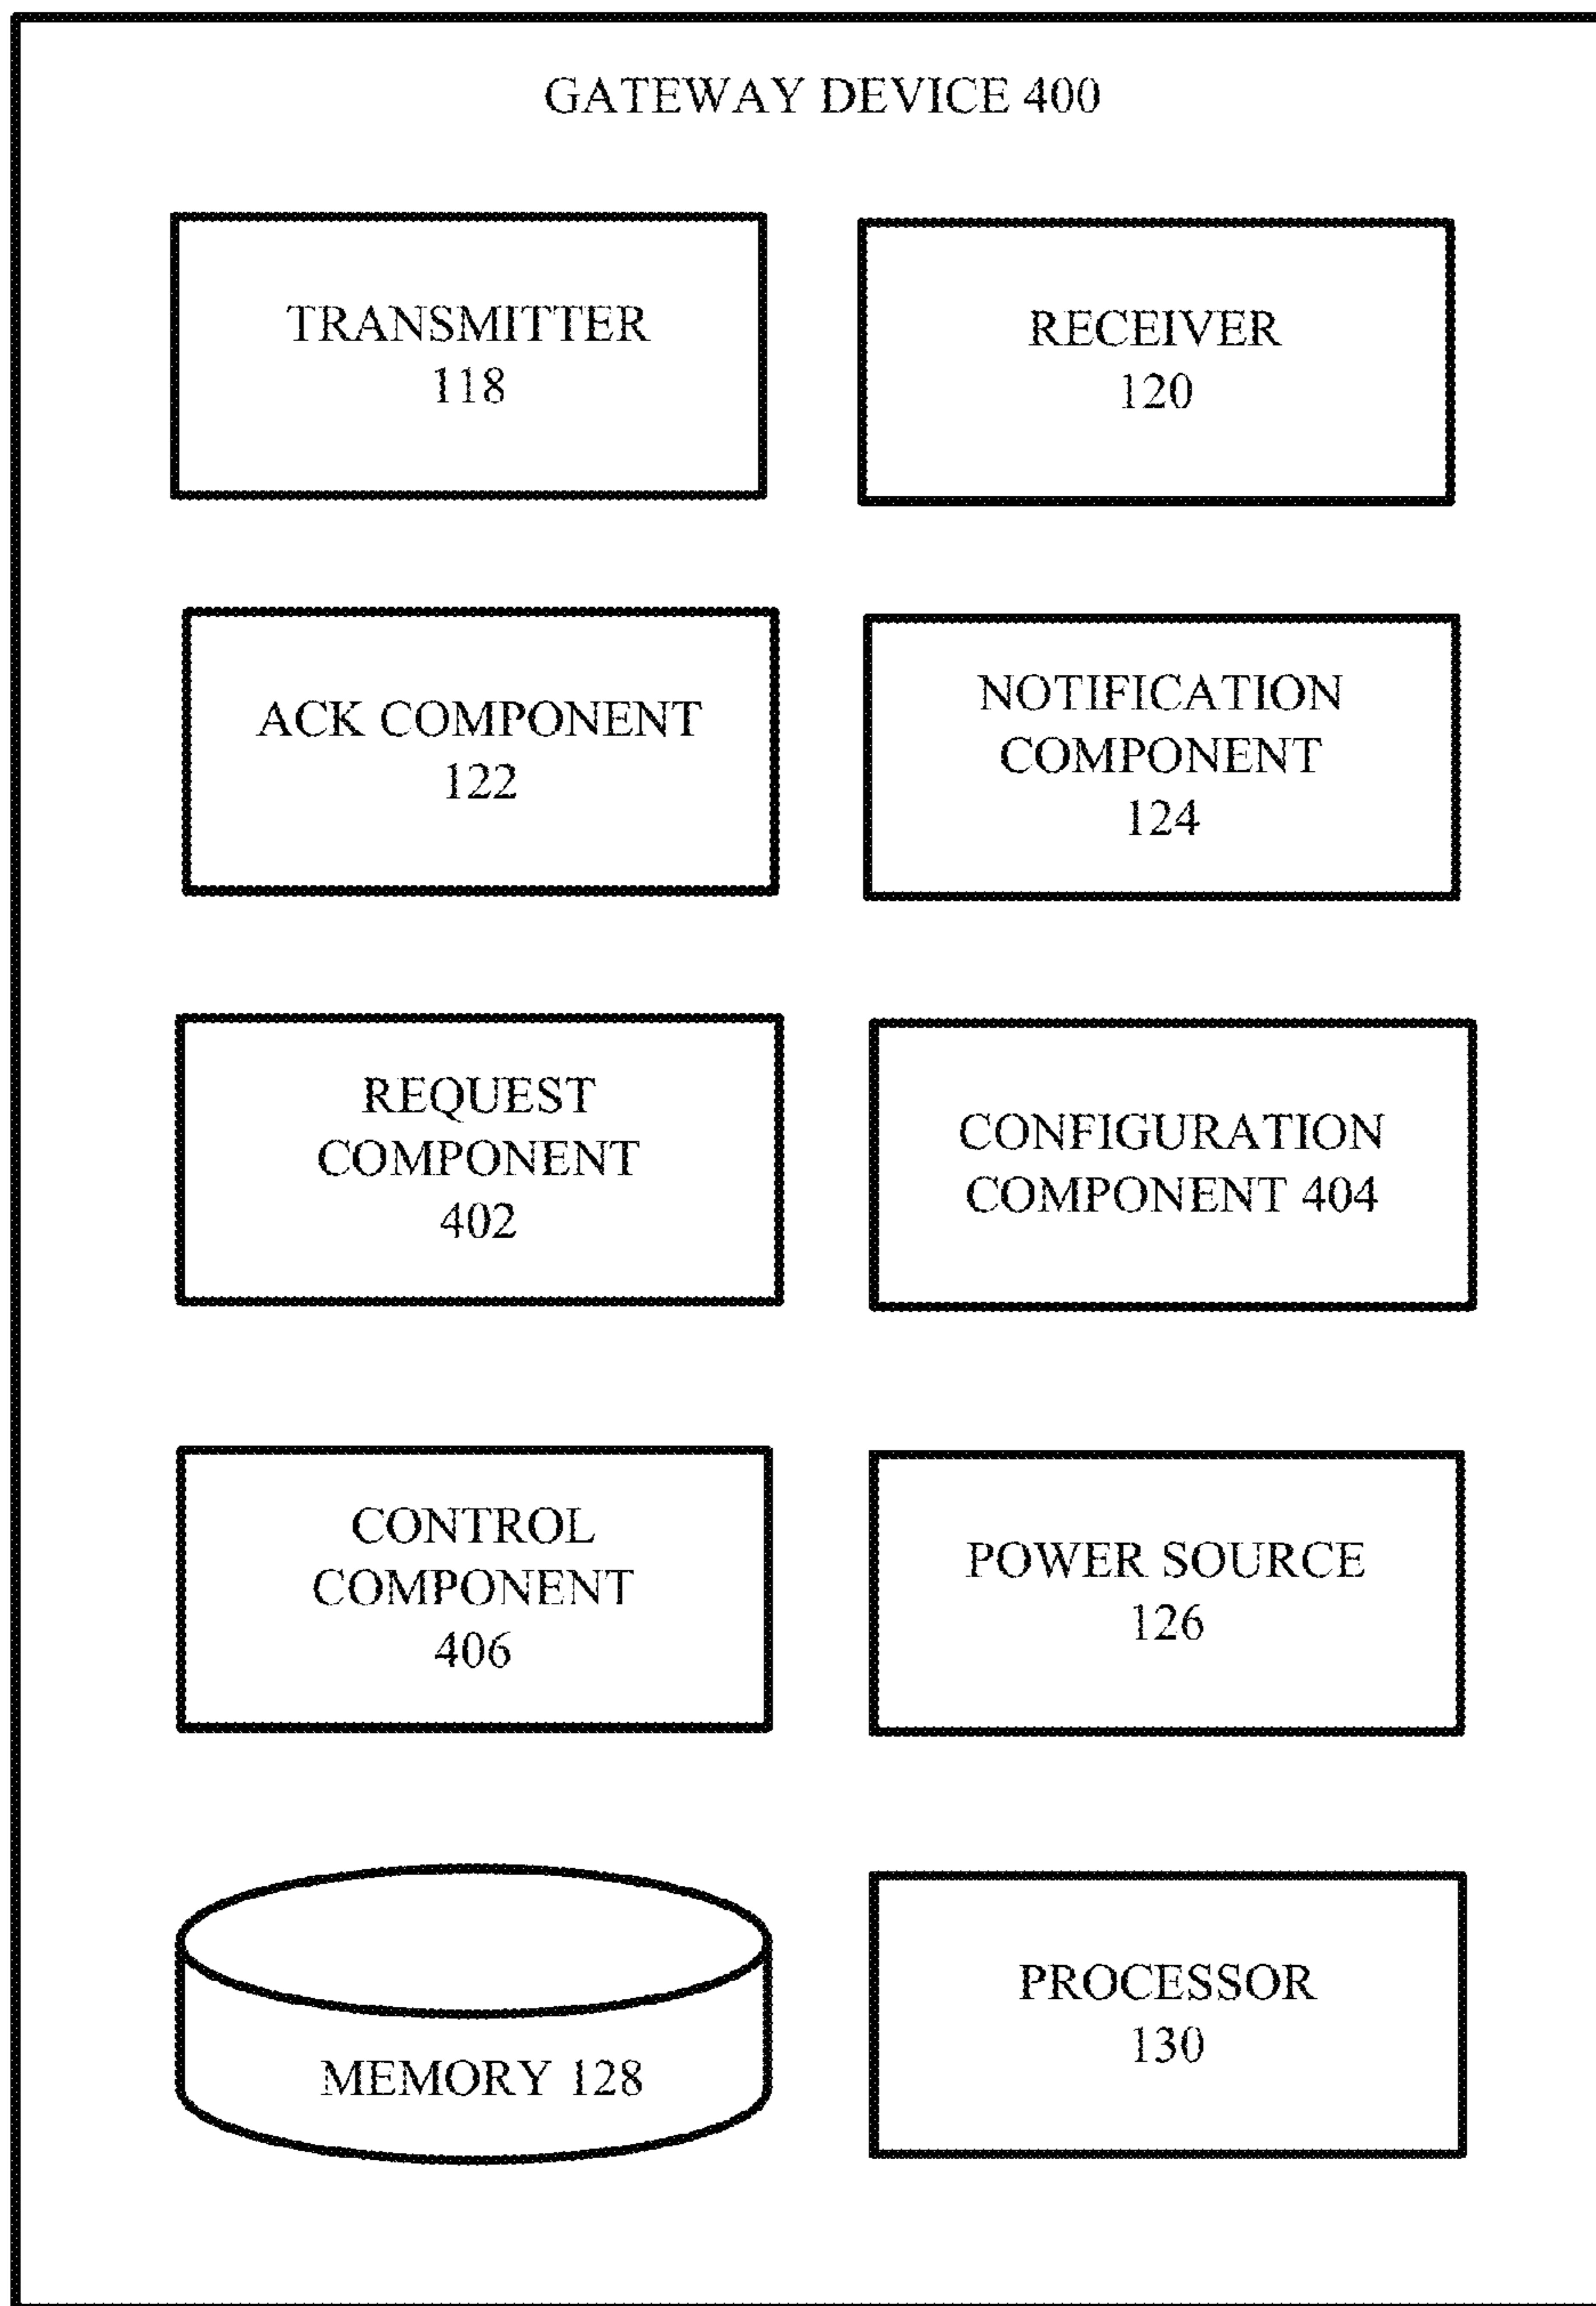 GATEWAY DEVICE 400
TRANSMITTER
118
RECEIVER
120
ACK COMPONENT
122
NOTIFICATION
COMPONENT
124
REQUEST
COMPONENT
402
CONFIGURATION
COMPONENT 404
CONTROL
COMPONENT
406
POWER SOURCE
126
MEMORY 128
PROCESSOR
130